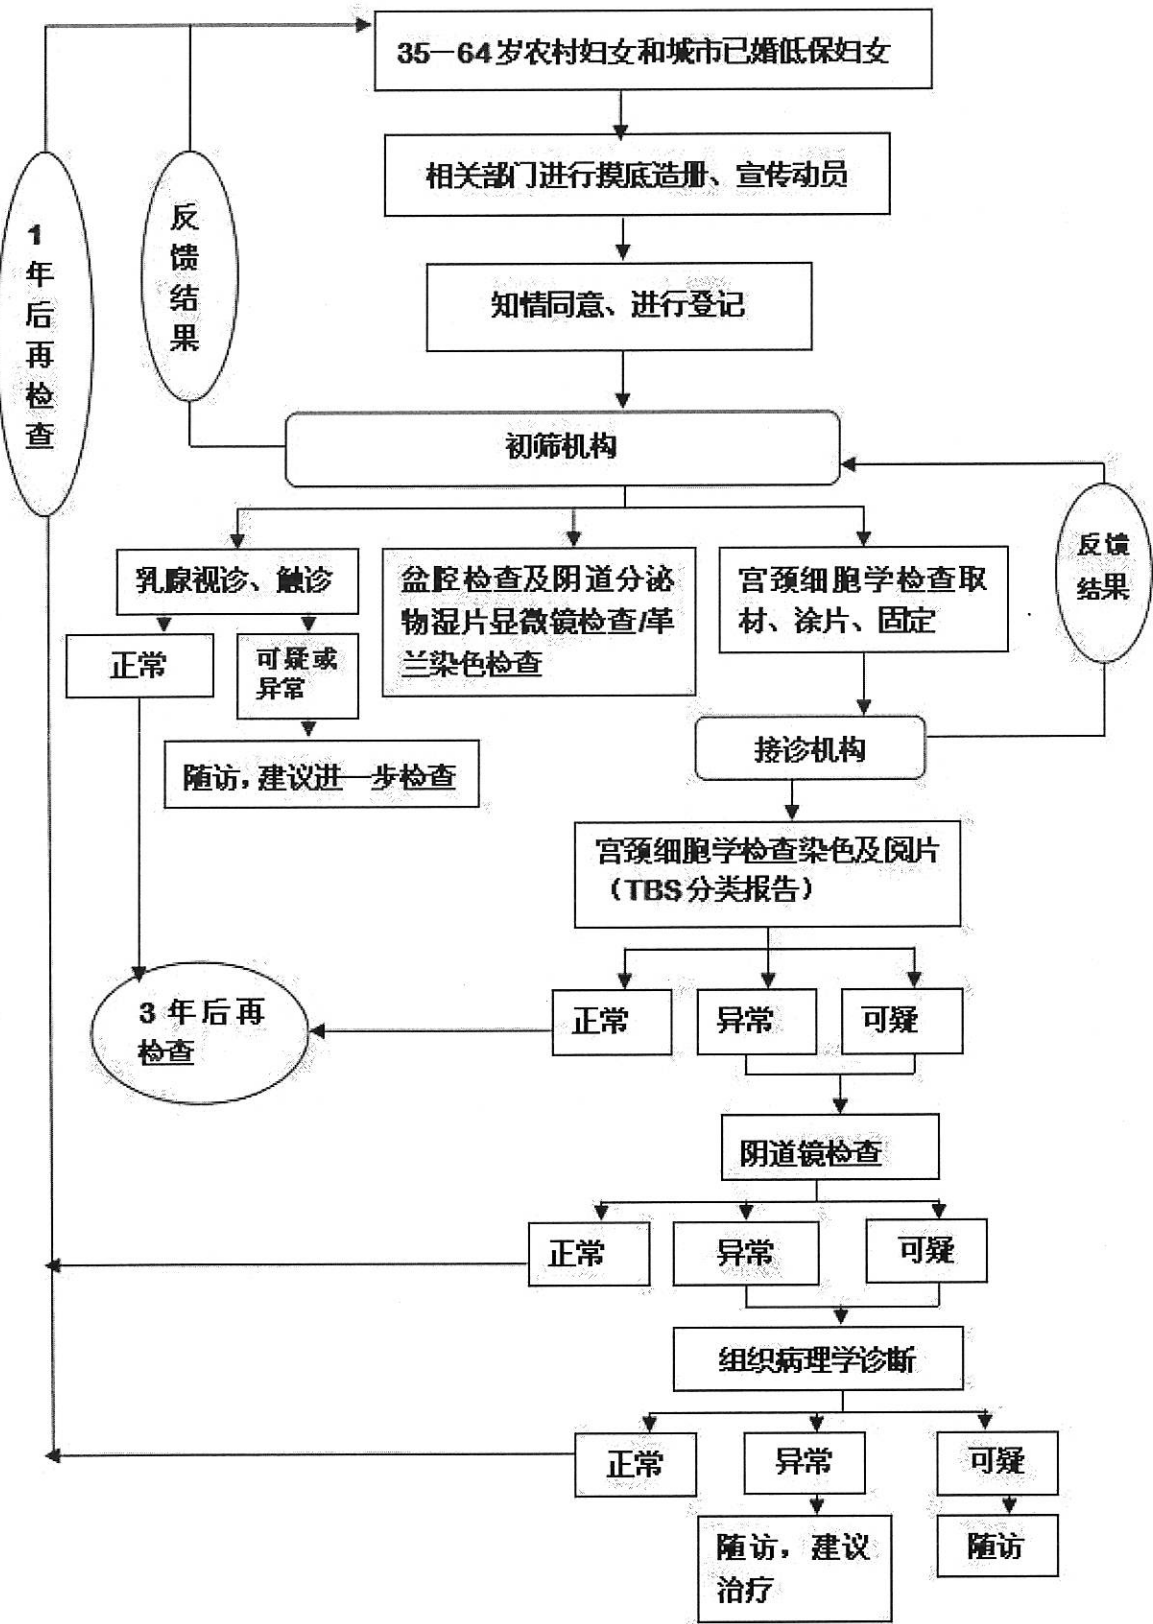 35－64岁农村妇女和城市已婚低保妇女
相关部门进行摸底造册、宣传动员
知情同意、进行登记
1
年
后
再
检
查
反
馈
结
果
初筛机构
反馈
结果
乳腺视诊、触诊
盆腔检查及阴道分泌
物湿片显微镜检查/革
兰染色检查
宫颈细胞学检查取
材、涂片、固定
正常
可疑或
异常
随访，建议进一步检查
接诊机构
宫颈细胞学检查染色及阅片
（TBS分类报告）
3 年后再
检查
正常
异常
可疑
阴道镜检查
正常
异常
可疑
组织病理学诊断
正常
异常
可疑
随访，建议
治疗
随访